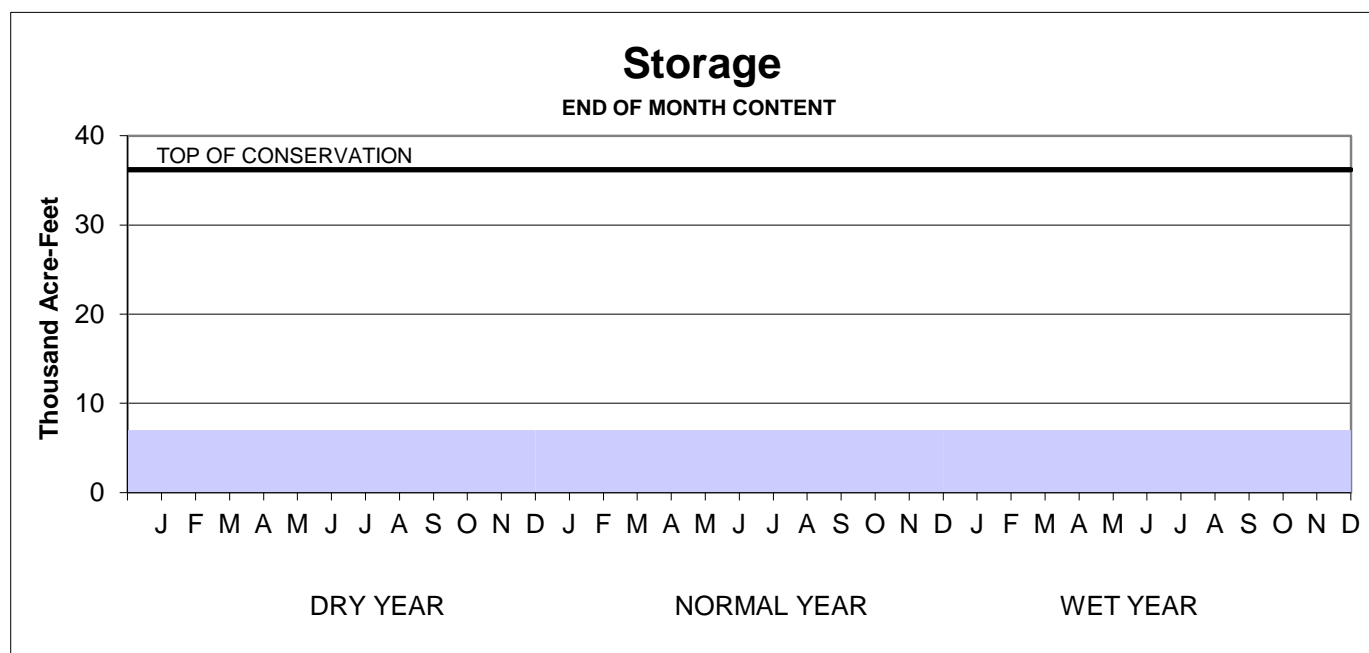 Storage
END OF MONTH CONTENT
40
TOP OF CONSERVATION
30
20
10
0
Thousand Acre-Feet
J F M A M J J A S O N D J F M A M J J A S O N D J F M A M J J A S O N D
DRY YEAR NORMAL YEAR WET YEAR